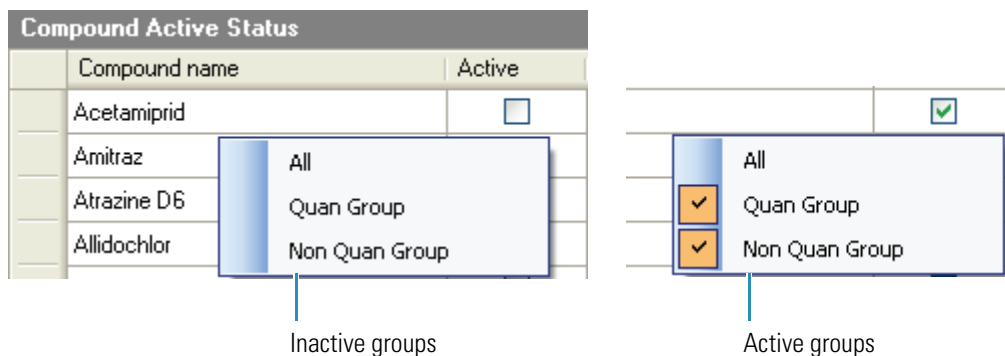 Compound Active Status
Compound name Active
Acetamiprid
Amitraz
Atrazine D6
Allidochlor
All
Quan Group
Non Quan Group
All
Quan Group
Non Quan Group
Inactive groups
Active groups